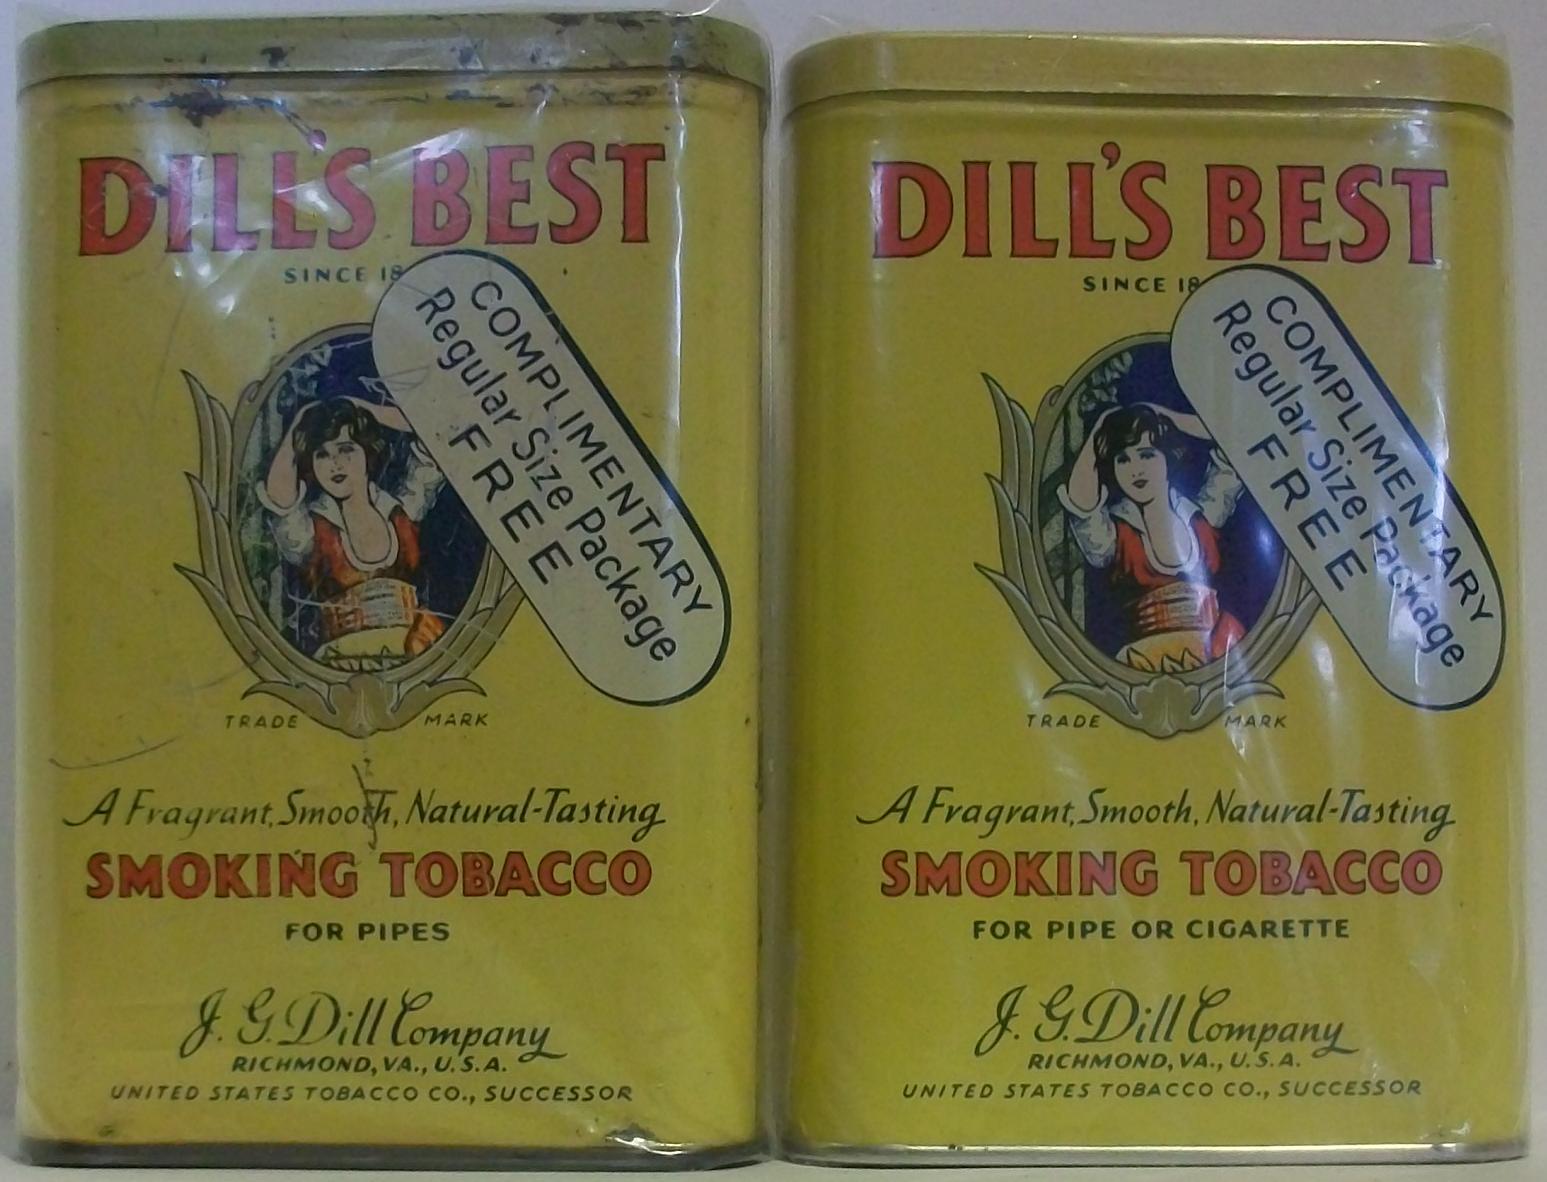 DILL'S BEST
SINCE 18
COMPLIMENTARY
Regular Size Package
FREE
TRADE MARK
A Fragrant, Smooth, Natural-Tasting
SMOKING TOBACCO
FOR PIPES
J. G. Dill Company
RICHMOND, VA., U.S.A.
UNITED STATES TOBACCO CO., SUCCESSOR
DILL'S BEST
SINCE 18
COMPLIMENTARY
Regular Size Package
FREE
TRADE MARK
A Fragrant, Smooth, Natural-Tasting
SMOKING TOBACCO
FOR PIPE OR CIGARETTE
J. G. Dill Company
RICHMOND, VA., U.S.A.
UNITED STATES TOBACCO CO., SUCCESSOR